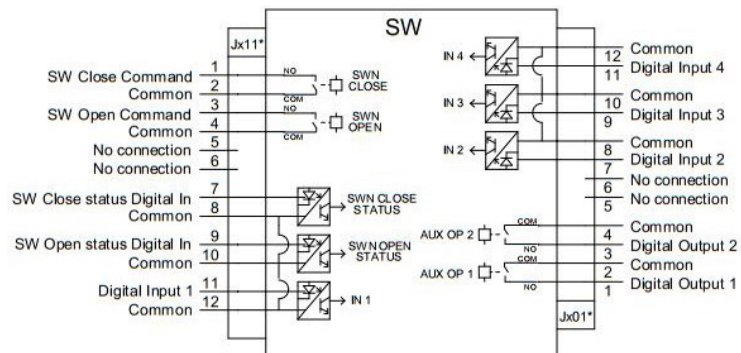 SW
Jx11*
1
SW Close Command
NO
2
Common
COM
SWN
CLOSE
3
SW Open Command
NO
4
Common
COM
SWN
OPEN
5
No connection
6
No connection
7
SW Close status Digital In
8
Common
SWN CLOSE
STATUS
9
SW Open status Digital In
10
Common
SWN OPEN
STATUS
11
Digital Input 1
12
Common
IN 1
IN 4
Common
12
Digital Input 4
11
IN 3
Common
10
Digital Input 3
9
IN 2
Common
8
Digital Input 2
7
No connection
6
No connection
5
AUX OP 2
COM
Common
4
NO
Digital Output 2
3
AUX OP 1
COM
Common
2
NO
Digital Output 1
1
Jx01*